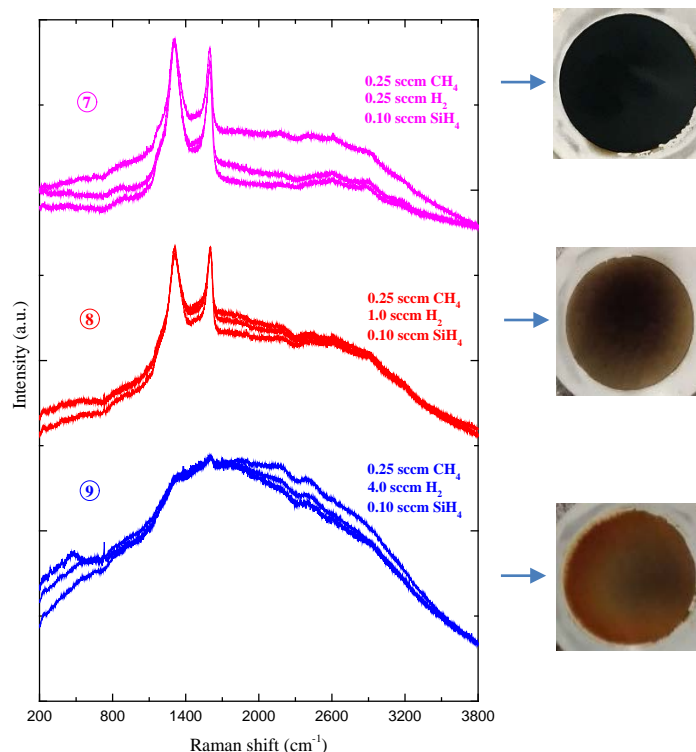 ⑦
0.25 sccm CH₄
0.25 sccm H₂
0.10 sccm SiH₄
⑧
0.25 sccm CH₄
1.0 sccm H₂
0.10 sccm SiH₄
⑨
0.25 sccm CH₄
4.0 sccm H₂
0.10 sccm SiH₄
Intensity (a.u.)
200 800 1400 2000 2600 3200 3800
Raman shift (cm⁻¹)